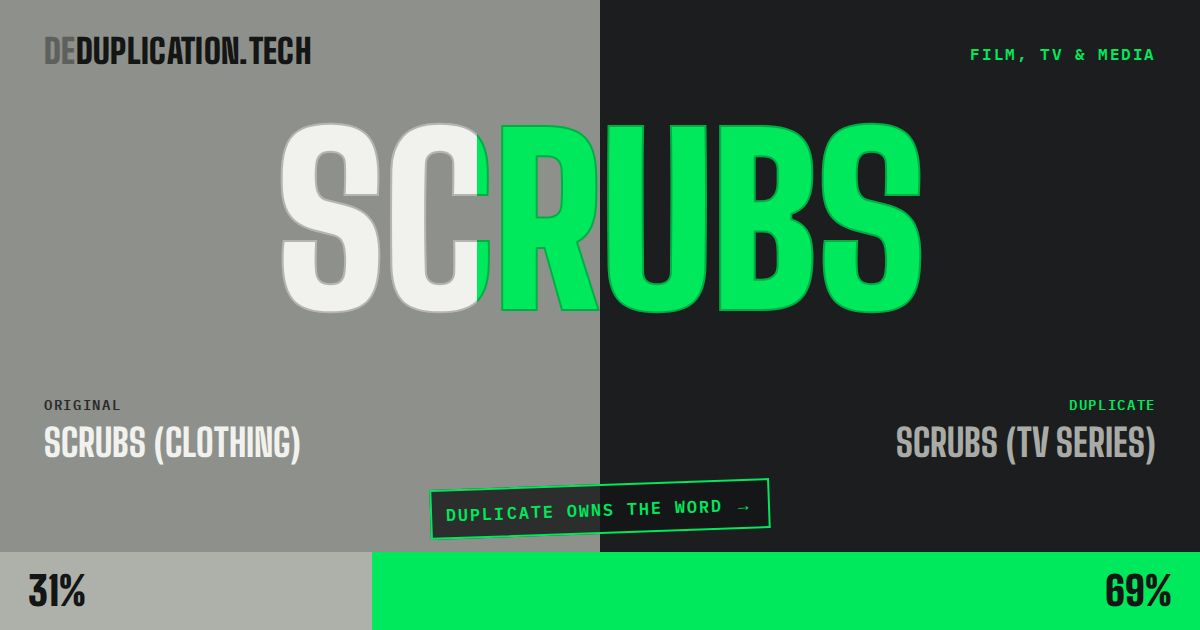 DEDUPLICATION.TECH
FILM, TV & MEDIA
SCRUBS
ORIGINAL
SCRUBS (CLOTHING)
DUPLICATE
SCRUBS (TV SERIES)
DUPLICATE OWNS THE WORD →
31%
69%